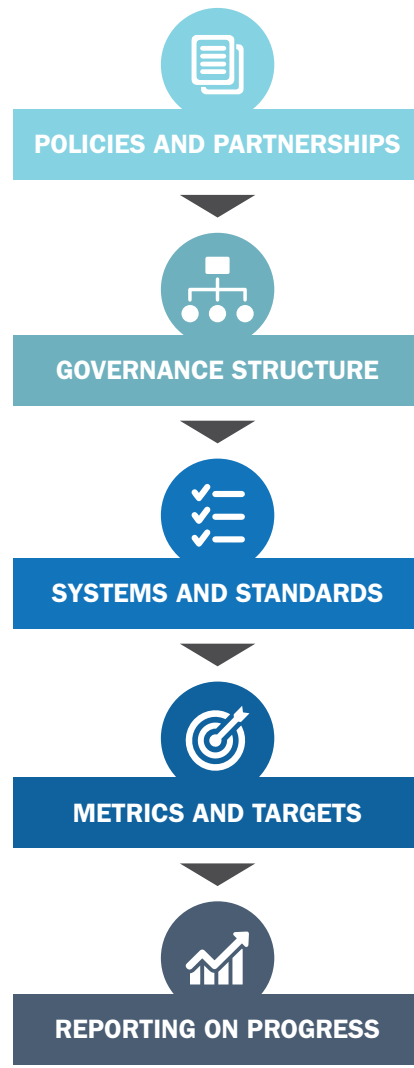 POLICIES AND PARTNERSHIPS
GOVERNANCE STRUCTURE
SYSTEMS AND STANDARDS
METRICS AND TARGETS
REPORTING ON PROGRESS